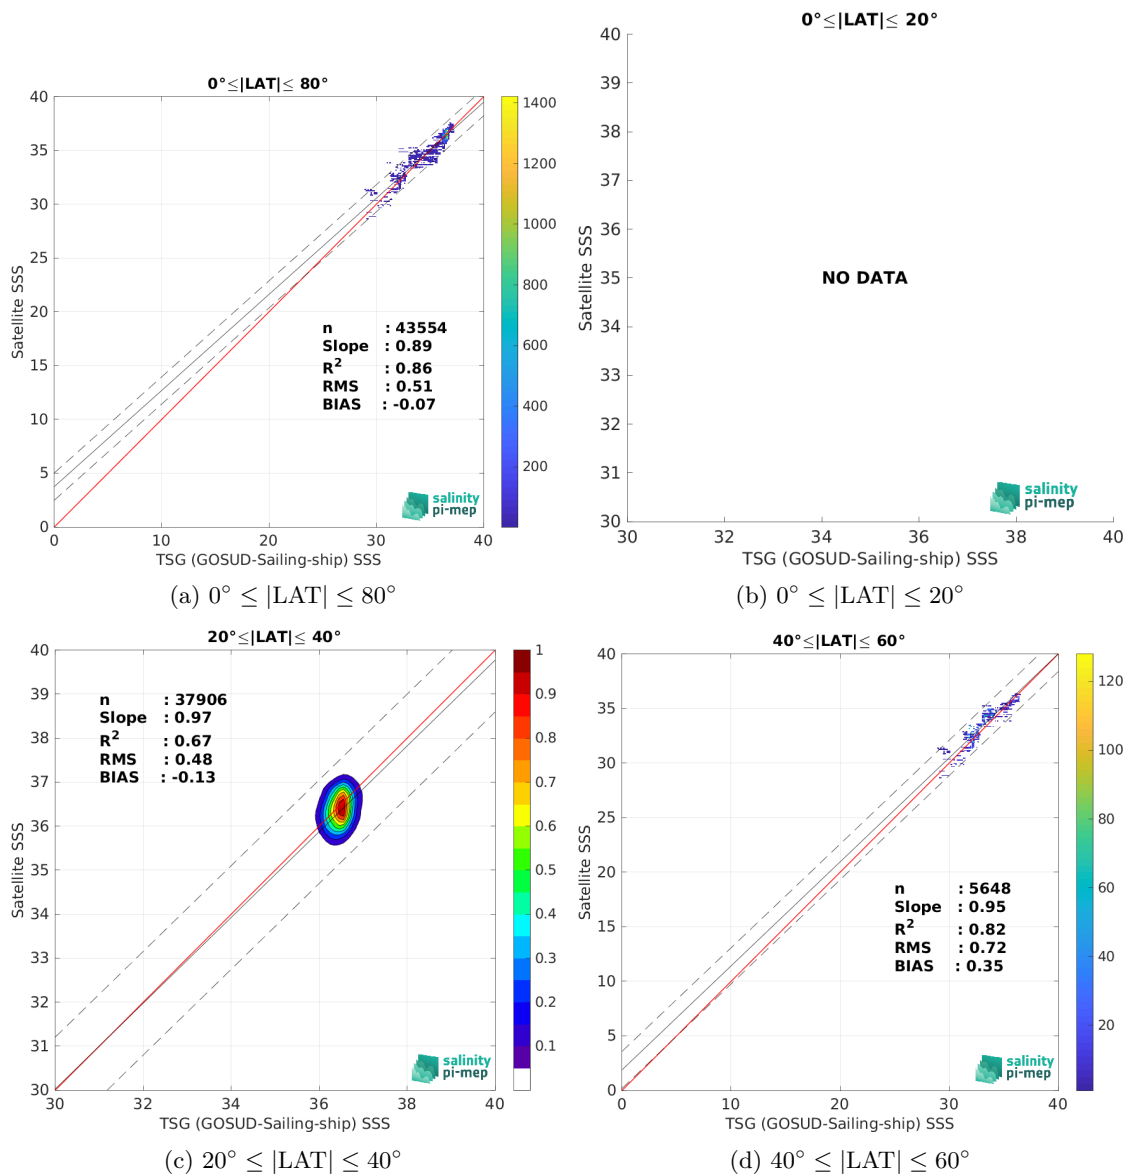 0°≤|LAT|≤ 80°
40
35
30
25
20
15
10
5
0
0
10
20
30
40
Satellite SSS
TSG (GOSUD-Sailing-ship) SSS
n : 43554
Slope : 0.89
R² : 0.86
RMS : 0.51
BIAS : -0.07
salinity
pi-mep
1400
1200
1000
800
600
400
200
(a) 0° ≤ |LAT| ≤ 80°
0°≤|LAT|≤ 20°
40
39
38
37
36
35
34
33
32
31
30
30
32
34
36
38
40
Satellite SSS
NO DATA
salinity
pi-mep
TSG (GOSUD-Sailing-ship) SSS
(b) 0° ≤ |LAT| ≤ 20°
20°≤|LAT|≤ 40°
40
39
38
37
36
35
34
33
32
31
30
30
32
34
36
38
40
Satellite SSS
n : 37906
Slope : 0.97
R² : 0.67
RMS : 0.48
BIAS : -0.13
salinity
pi-mep
TSG (GOSUD-Sailing-ship) SSS
1
0.9
0.8
0.7
0.6
0.5
0.4
0.3
0.2
0.1
(c) 20° ≤ |LAT| ≤ 40°
40°≤|LAT|≤ 60°
40
35
30
25
20
15
10
5
0
0
10
20
30
40
Satellite SSS
n : 5648
Slope : 0.95
R² : 0.82
RMS : 0.72
BIAS : 0.35
salinity
pi-mep
TSG (GOSUD-Sailing-ship) SSS
120
100
80
60
40
20
(d) 40° ≤ |LAT| ≤ 60°